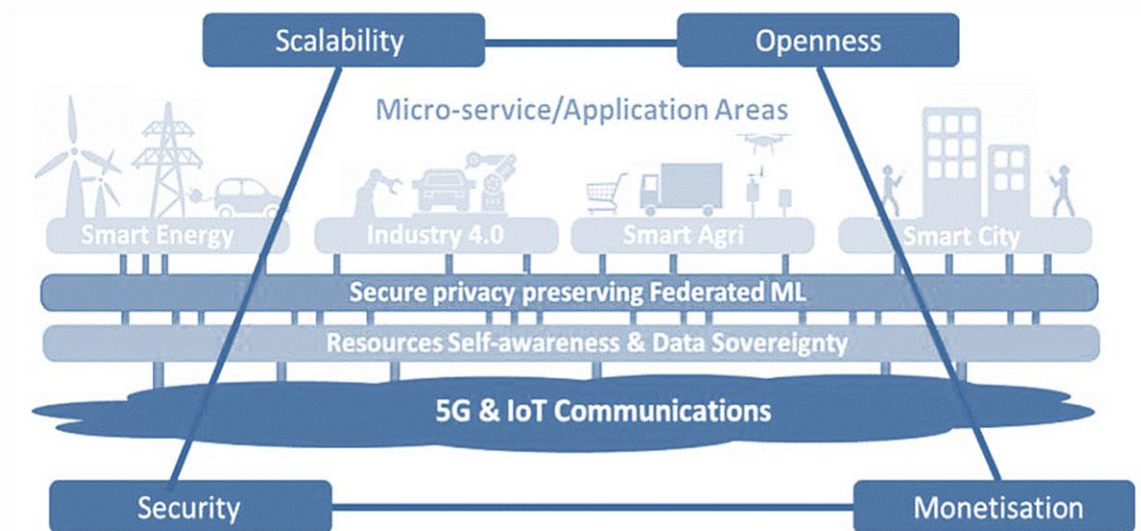 Scalability
Openness
Micro-service/Application Areas
Smart Energy
Industry 4.0
Smart Agri
Smart City
Secure privacy preserving Federated ML
Resources Self-awareness & Data Sovereignty
5G & IoT Communications
Security
Monetisation